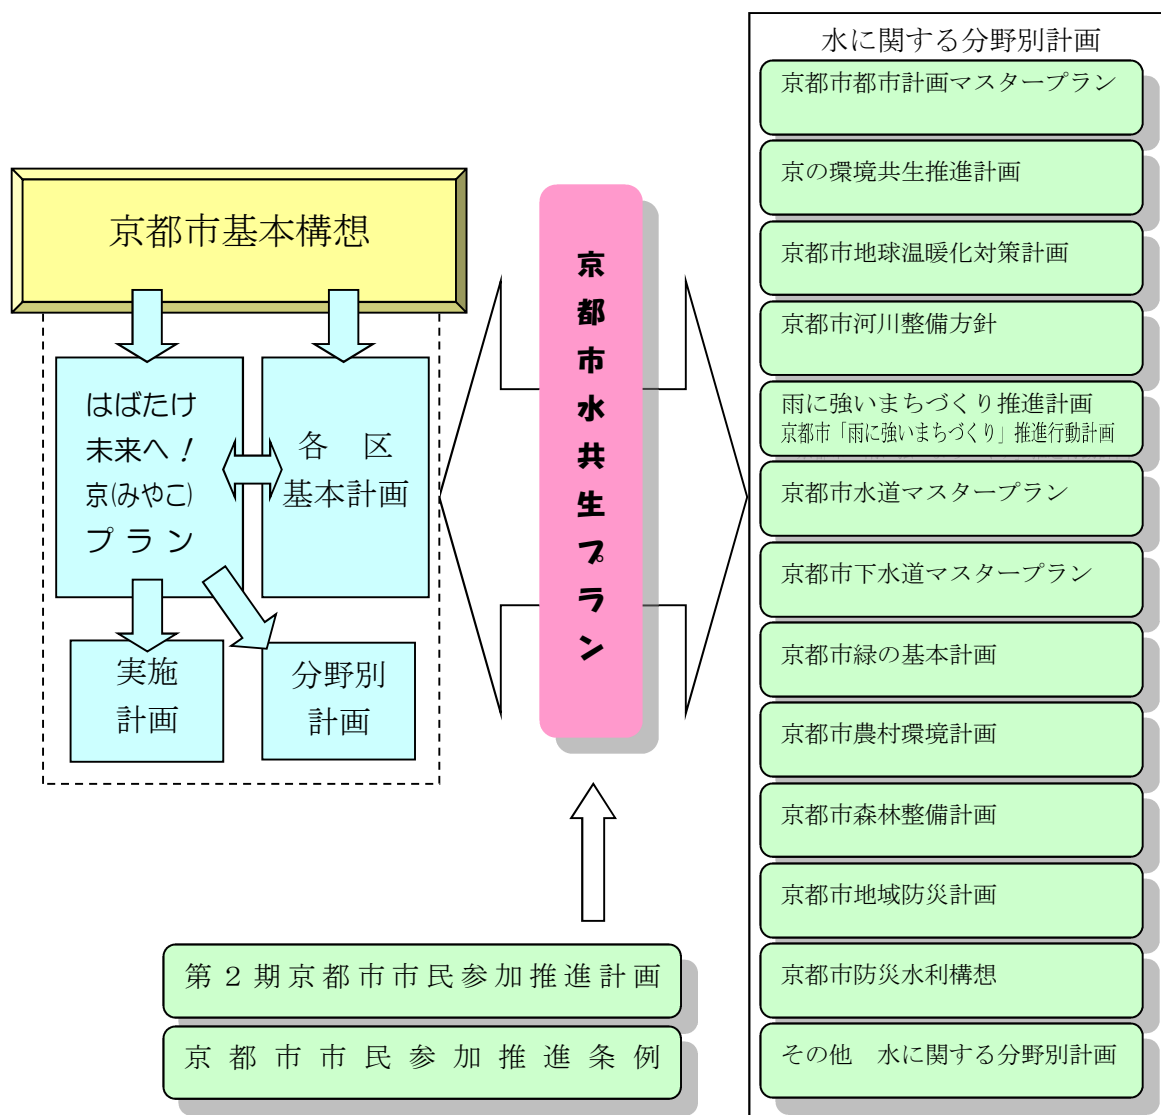 京都市基本構想
はばたけ
未来へ！
京(みやこ)
プラン
各　区
基本計画
実施
計画
分野別
計画
京都市水共生プラン
第２期京都市市民参加推進計画
京都市市民参加推進条例
水に関する分野別計画
京都市都市計画マスタープラン
京の環境共生推進計画
京都市地球温暖化対策計画
京都市河川整備方針
雨に強いまちづくり推進計画
京都市「雨に強いまちづくり」推進行動計画
京都市水道マスタープラン
京都市下水道マスタープラン
京都市緑の基本計画
京都市農村環境計画
京都市森林整備計画
京都市地域防災計画
京都市防災水利構想
その他　水に関する分野別計画